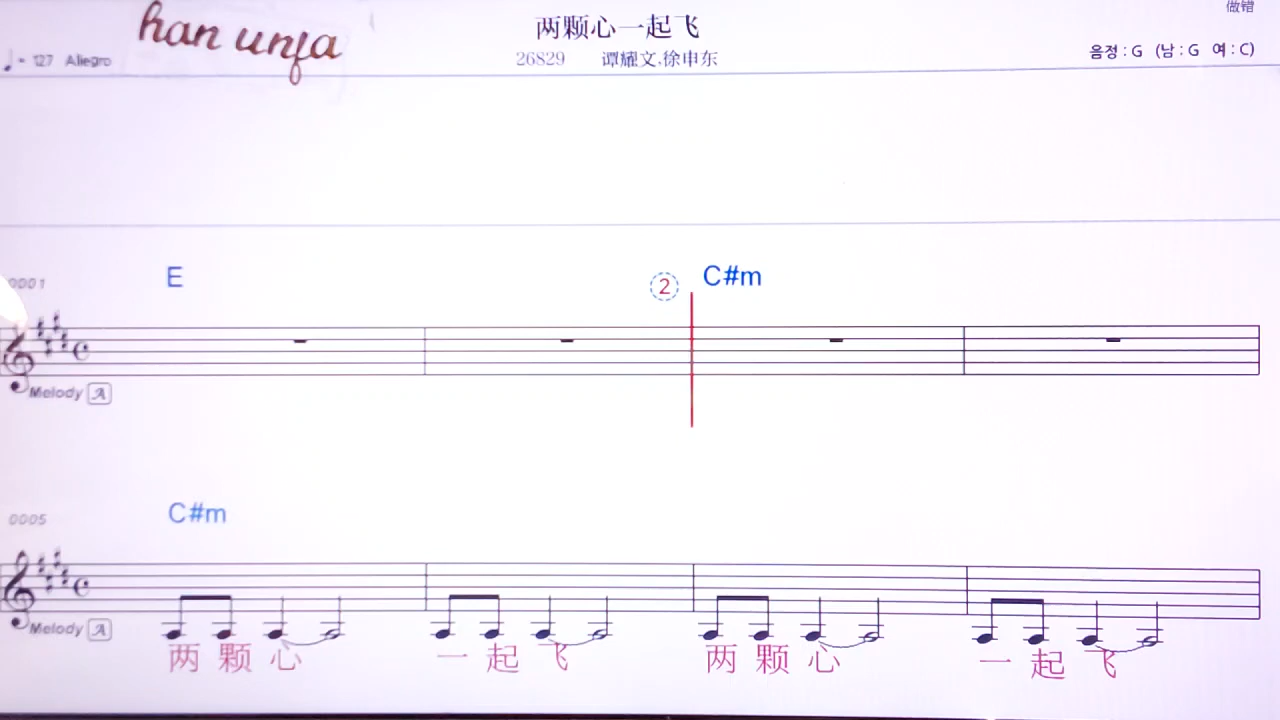 han unja
做错
两颗心一起飞
♩= 127 Allegro
26829 谭耀文.徐申东
음정 : G (남 : G 여 : C)
0001
E
②
C#m
Melody A
0005
C#m
Melody A
两 颗 心 一 起 飞 两 颗 心 一 起 飞